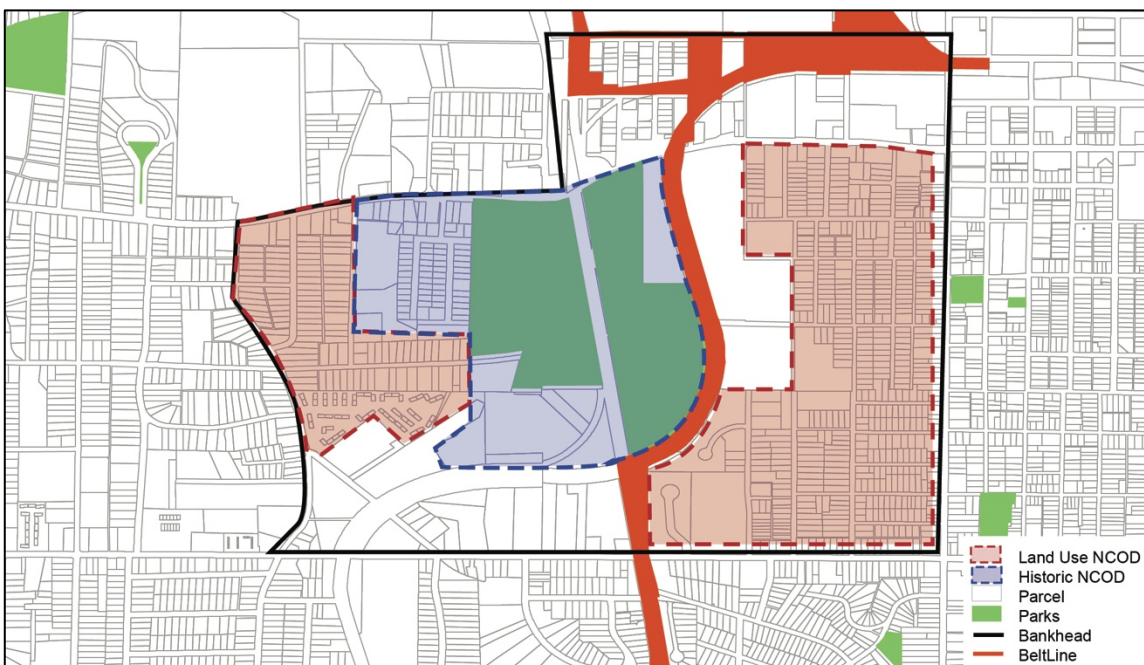 Land Use NCOD
Historic NCOD
Parcel
Parks
Bankhead
BeltLine